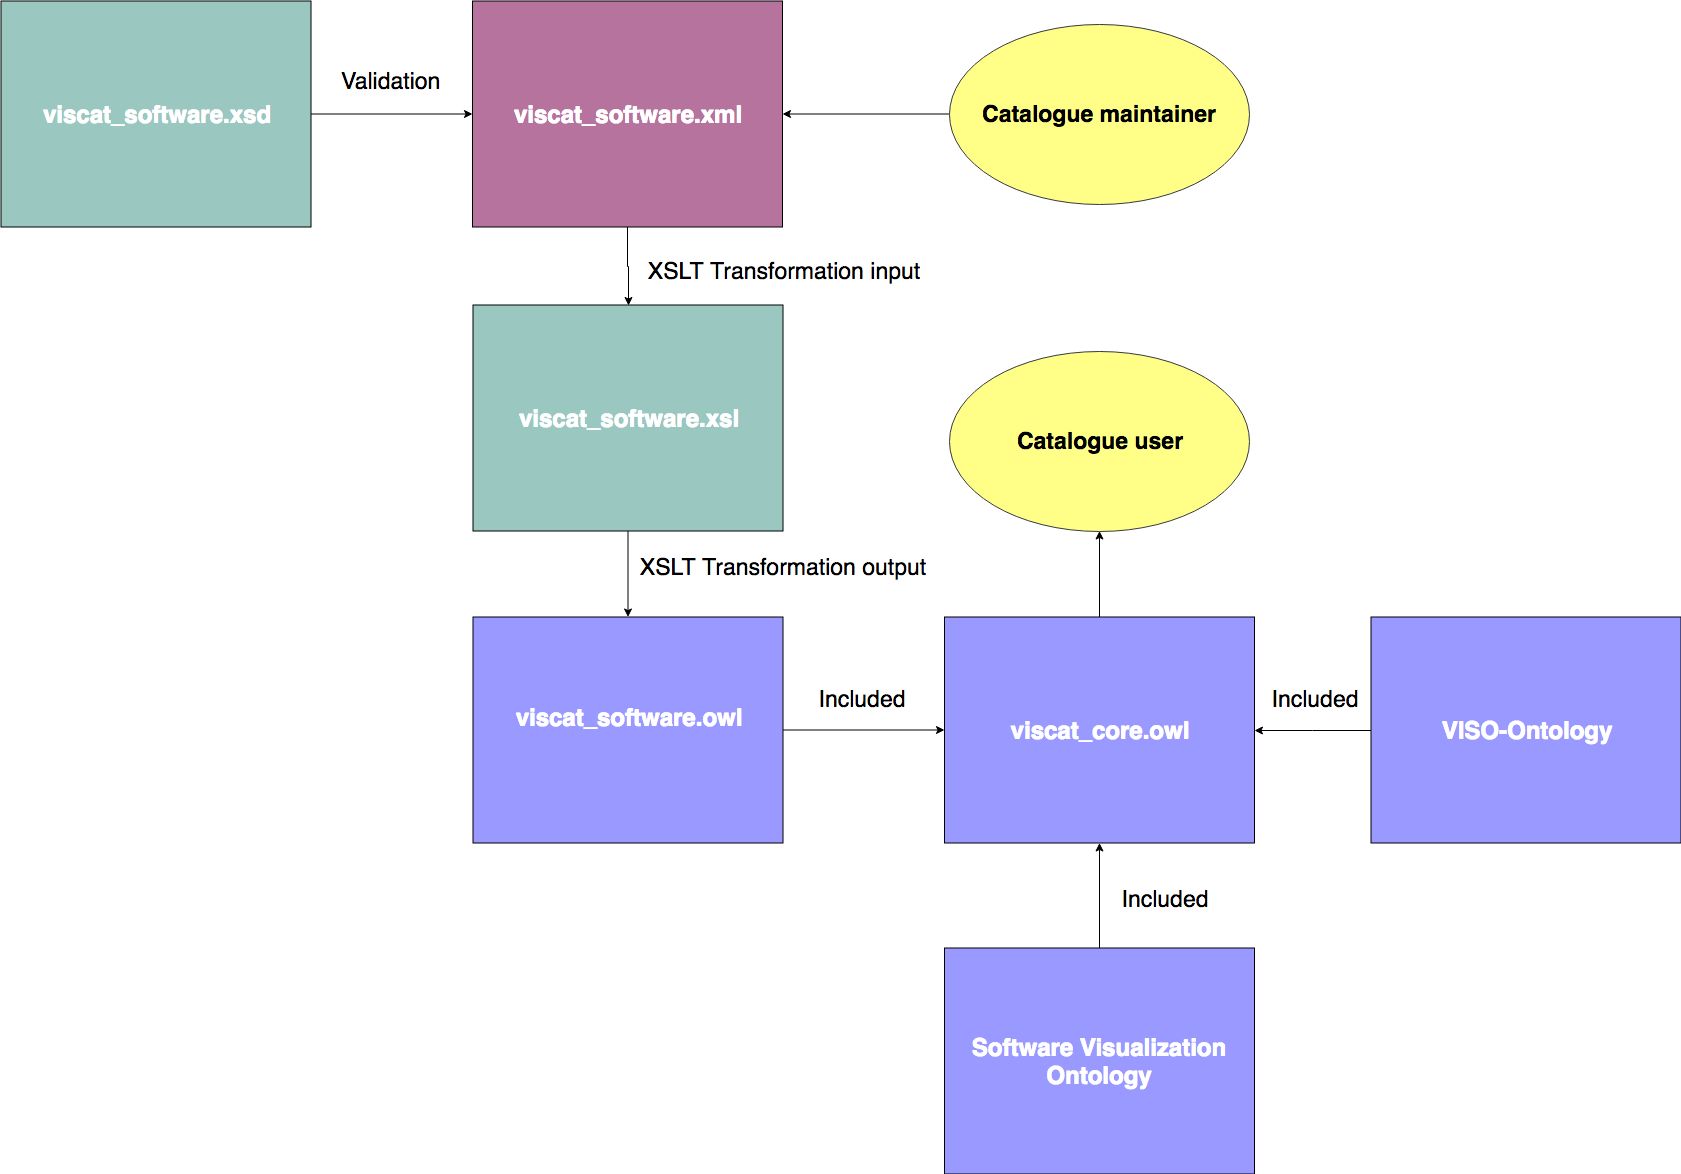 viscat_software.xsd
Validation
viscat_software.xml
Catalogue maintainer
XSLT Transformation input
viscat_software.xsl
Catalogue user
XSLT Transformation output
viscat_software.owl
Included
viscat_core.owl
Included
VISO-Ontology
Included
Software Visualization
Ontology